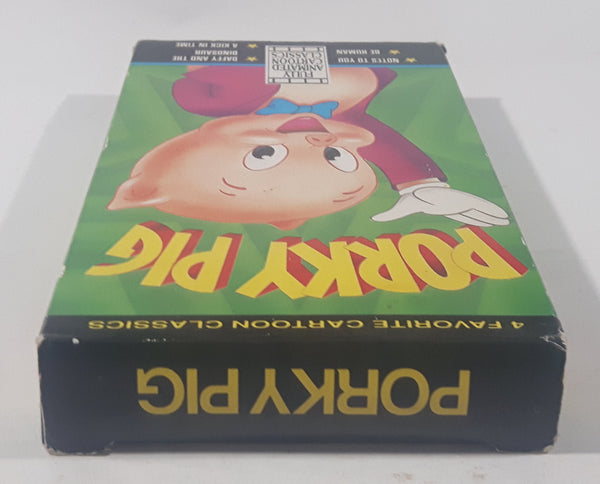 PORKY PIG
4 FAVORITE CARTOON CLASSICS
PORKY PIG
FULLY
ANIMATED
CARTOON
CLASSICS
NOTES TO YOU
BE HUMAN
DAFFY AND THE
DINOSAUR
A KICK IN TIME